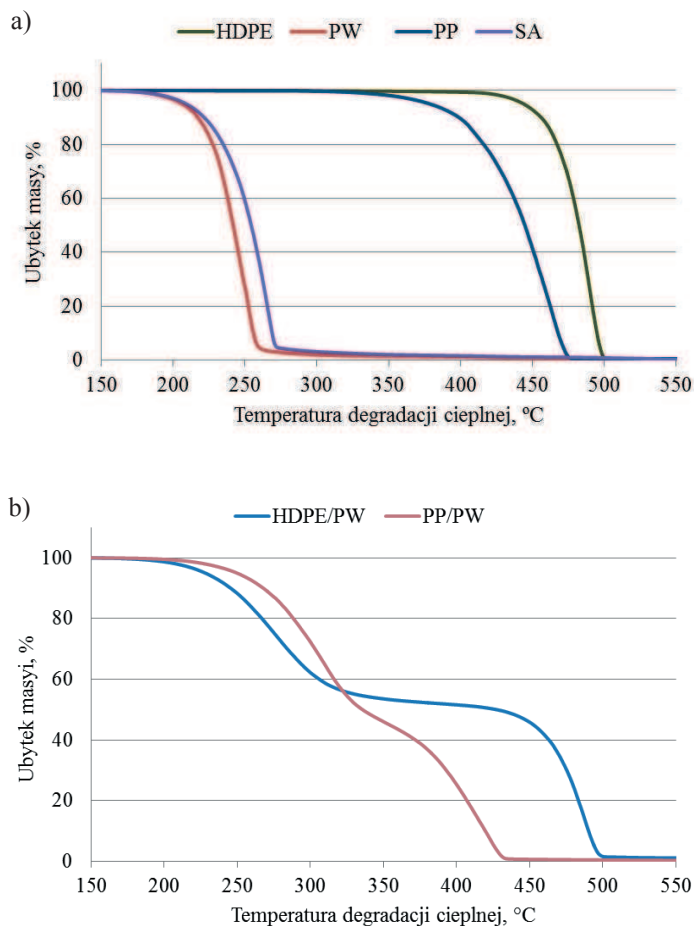 a)
HDPE PW PP SA
100
80
60
40
20
0
150 200 250 300 350 400 450 500 550
Ubytek masy, %
Temperatura degradacji cieplnej, ºC
b)
HDPE/PW PP/PW
100
80
60
40
20
0
150 200 250 300 350 400 450 500 550
Ubytek masyi, %
Temperatura degradacji cieplnej, °C